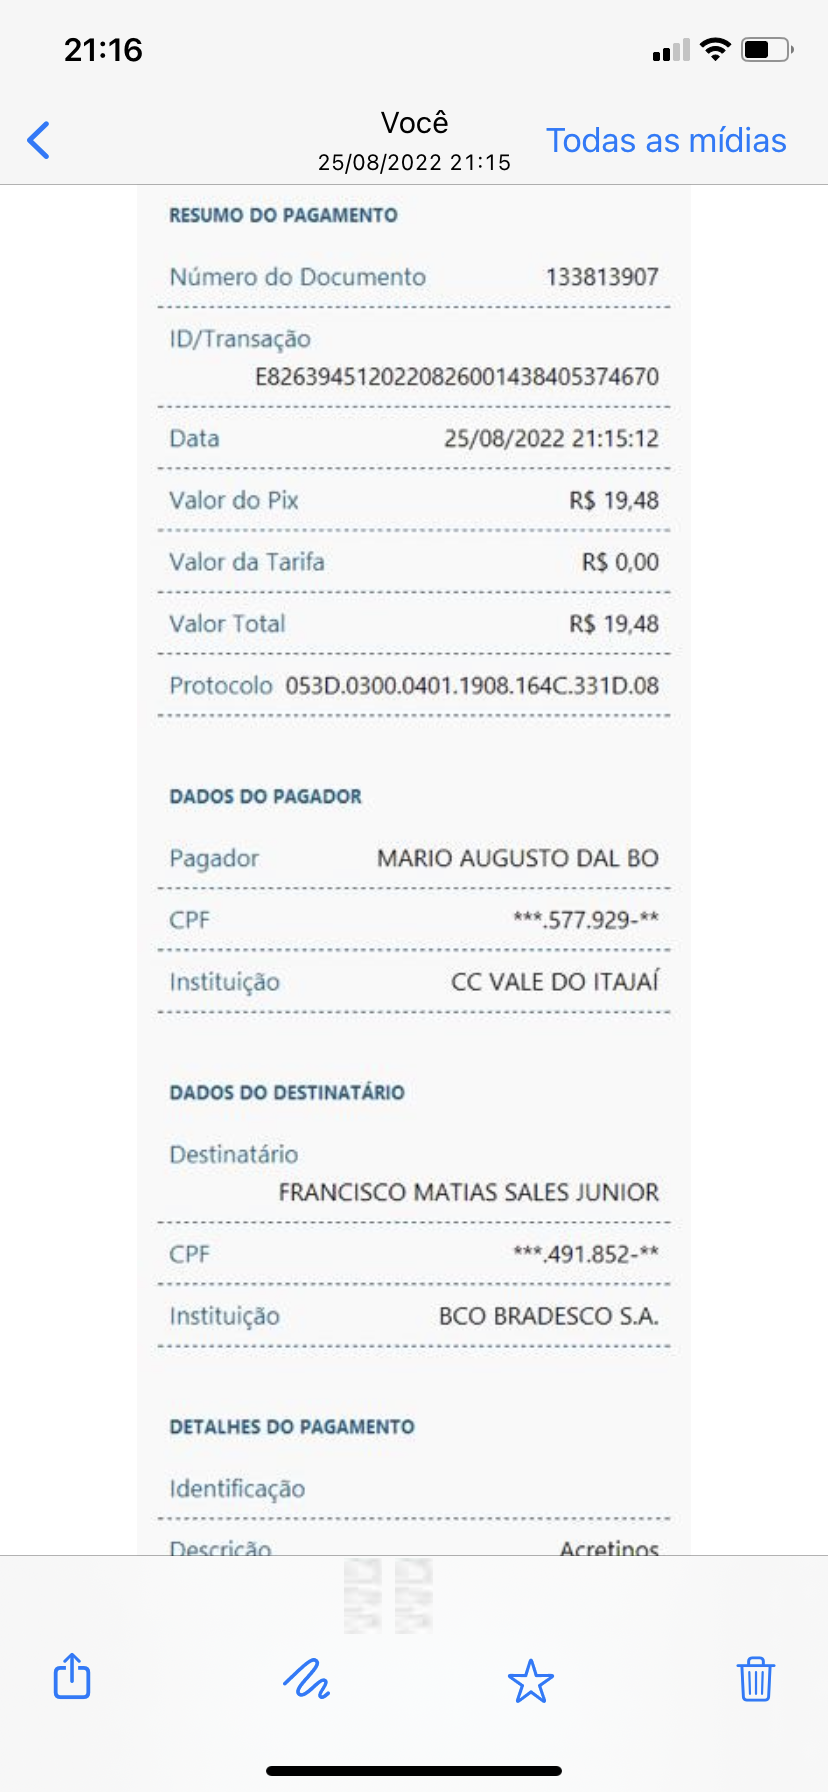 21:16
Você
25/08/2022 21:15
Todas as mídias
RESUMO DO PAGAMENTO
Número do Documento 133813907
ID/Transação
E8263945120220826001438405374670
Data 25/08/2022 21:15:12
Valor do Pix R$ 19,48
Valor da Tarifa R$ 0,00
Valor Total R$ 19,48
Protocolo 053D.0300.0401.1908.164C.331D.08
DADOS DO PAGADOR
Pagador MARIO AUGUSTO DAL BO
CPF ***.577.929-**
Instituição CC VALE DO ITAJAÍ
DADOS DO DESTINATÁRIO
Destinatário
FRANCISCO MATIAS SALES JUNIOR
CPF ***.491.852-**
Instituição BCO BRADESCO S.A.
DETALHES DO PAGAMENTO
Identificação
Descrição Acretinos